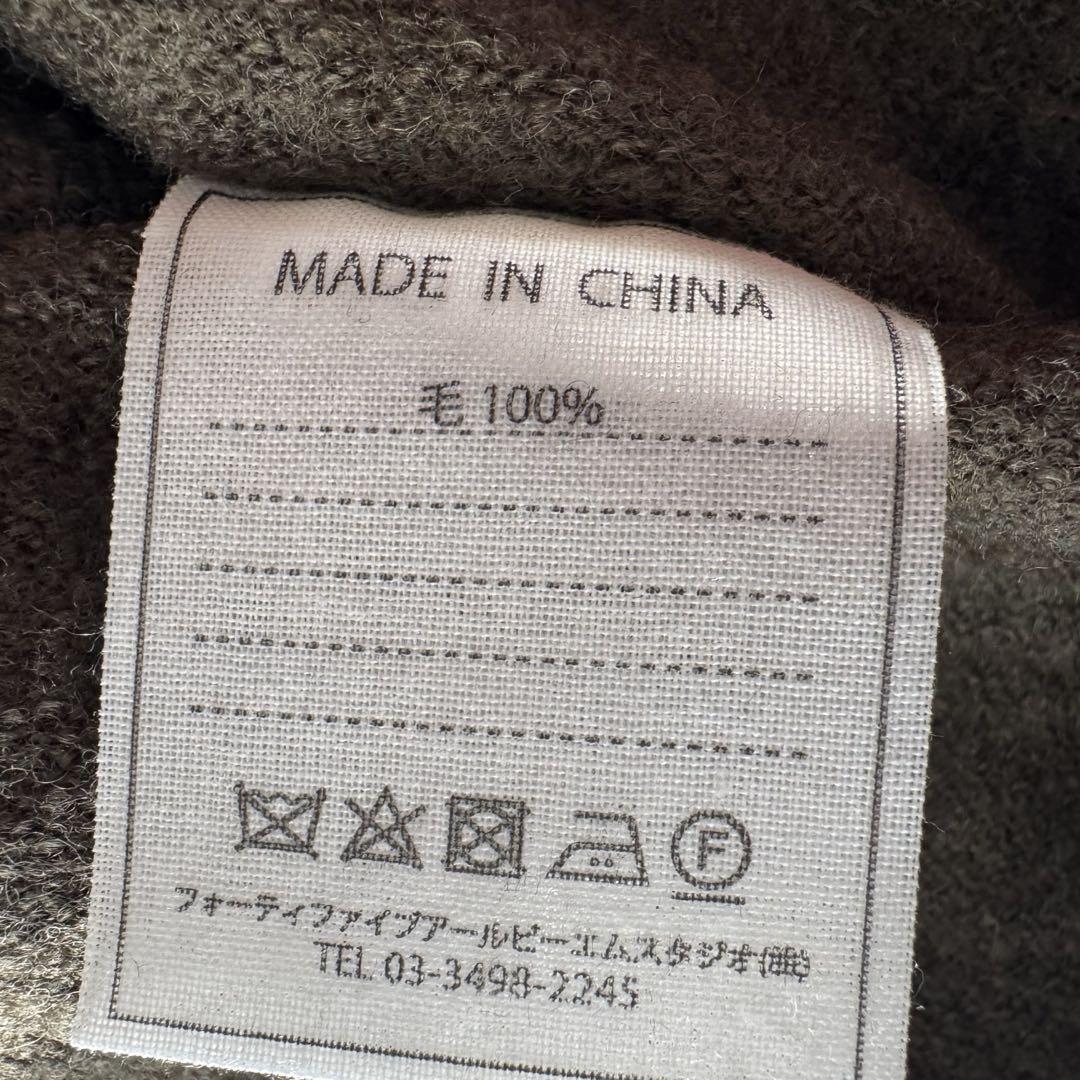 MADE IN CHINA
毛 100%
F
フォーティファイヴアールピーエムスタジオ(株)
TEL 03-3498-2245